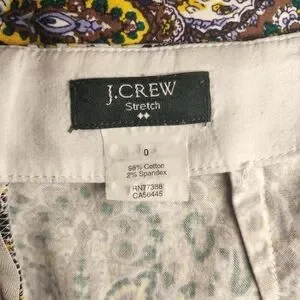 J.CREW
Stretch
0
98% Cotton
2% Spandex
RN77388
CA56445